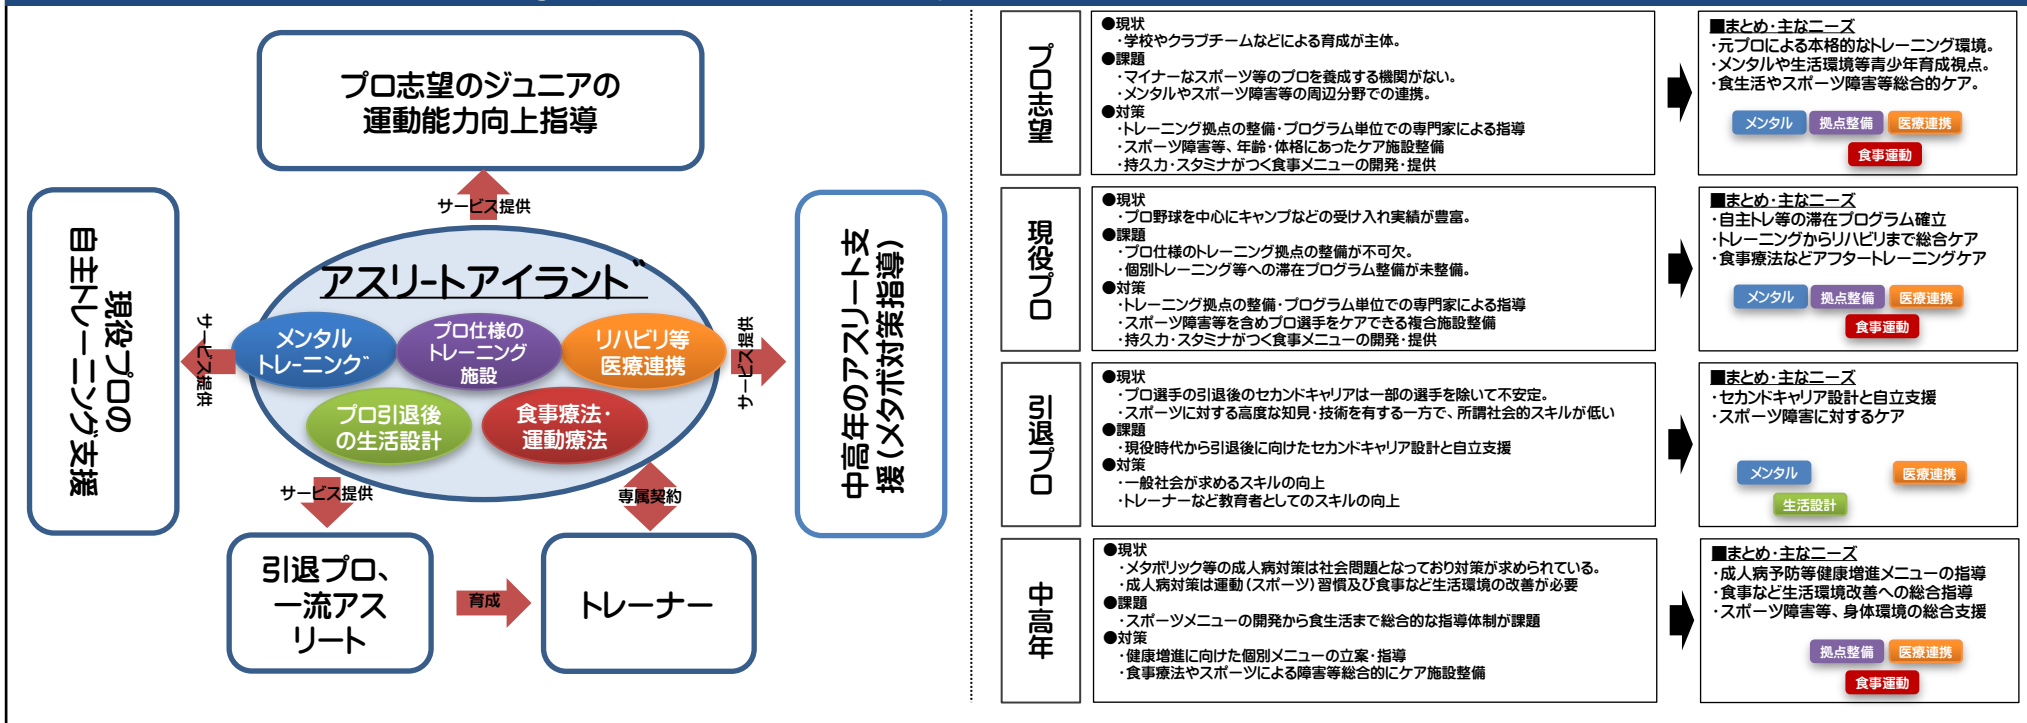 プロ志望のジュニアの
運動能力向上指導
サービス提供
現役プロの
自主トレーニング支援
サービス提供
アスリートアイランド
メンタル
トレーニング
プロ仕様の
トレーニング
施設
リハビリ等
医療連携
プロ引退後
の生活設計
食事療法・
運動療法
サービス提供
中高年のアスリート支
援(メタボ対策指導)
サービス提供
専属契約
引退プロ、
一流アス
リート
育成
トレーナー
プロ志望
●現状
・学校やクラブチームなどによる育成が主体。
●課題
・マイナーなスポーツ等のプロを養成する機関がない。
・メンタルやスポーツ障害等の周辺分野での連携。
●対策
・トレーニング拠点の整備・プログラム単位での専門家による指導
・スポーツ障害等、年齢・体格にあったケア施設整備
・持久力・スタミナがつく食事メニューの開発・提供
■まとめ・主なニーズ
・元プロによる本格的なトレーニング環境。
・メンタルや生活環境等青少年育成視点。
・食生活やスポーツ障害等総合的ケア。
メンタル 拠点整備 医療連携
食事運動
現役プロ
●現状
・プロ野球を中心にキャンプなどの受け入れ実績が豊富。
●課題
・プロ仕様のトレーニング拠点の整備が不可欠。
・個別トレーニング等への滞在プログラム整備が未整備。
●対策
・トレーニング拠点の整備・プログラム単位での専門家による指導
・スポーツ障害等を含めプロ選手をケアできる複合施設整備
・持久力・スタミナがつく食事メニューの開発・提供
■まとめ・主なニーズ
・自主トレ等の滞在プログラム確立
・トレーニングからリハビリまで総合ケア
・食事療法などアフタートレーニングケア
メンタル 拠点整備 医療連携
食事運動
引退プロ
●現状
・プロ選手の引退後のセカンドキャリアは一部の選手を除いて不安定。
・スポーツに対する高度な知見・技術を有する一方で、所謂社会的スキルが低い
●課題
・現役時代から引退後に向けたセカンドキャリア設計と自立支援
●対策
・一般社会が求めるスキルの向上
・トレーナーなど教育者としてのスキルの向上
■まとめ・主なニーズ
・セカンドキャリア設計と自立支援
・スポーツ障害に対するケア
メンタル 医療連携
生活設計
中高年
●現状
・メタボリック等の成人病対策は社会問題となっており対策が求められている。
・成人病対策は運動(スポーツ)習慣及び食事など生活環境の改善が必要
●課題
・スポーツメニューの開発から食生活まで総合的な指導体制が課題
●対策
・健康増進に向けた個別メニューの立案・指導
・食事療法やスポーツによる障害等総合的にケア施設整備
■まとめ・主なニーズ
・成人病予防等健康増進メニューの指導
・食事など生活環境改善への総合指導
・スポーツ障害等、身体環境の総合支援
拠点整備 医療連携
食事運動